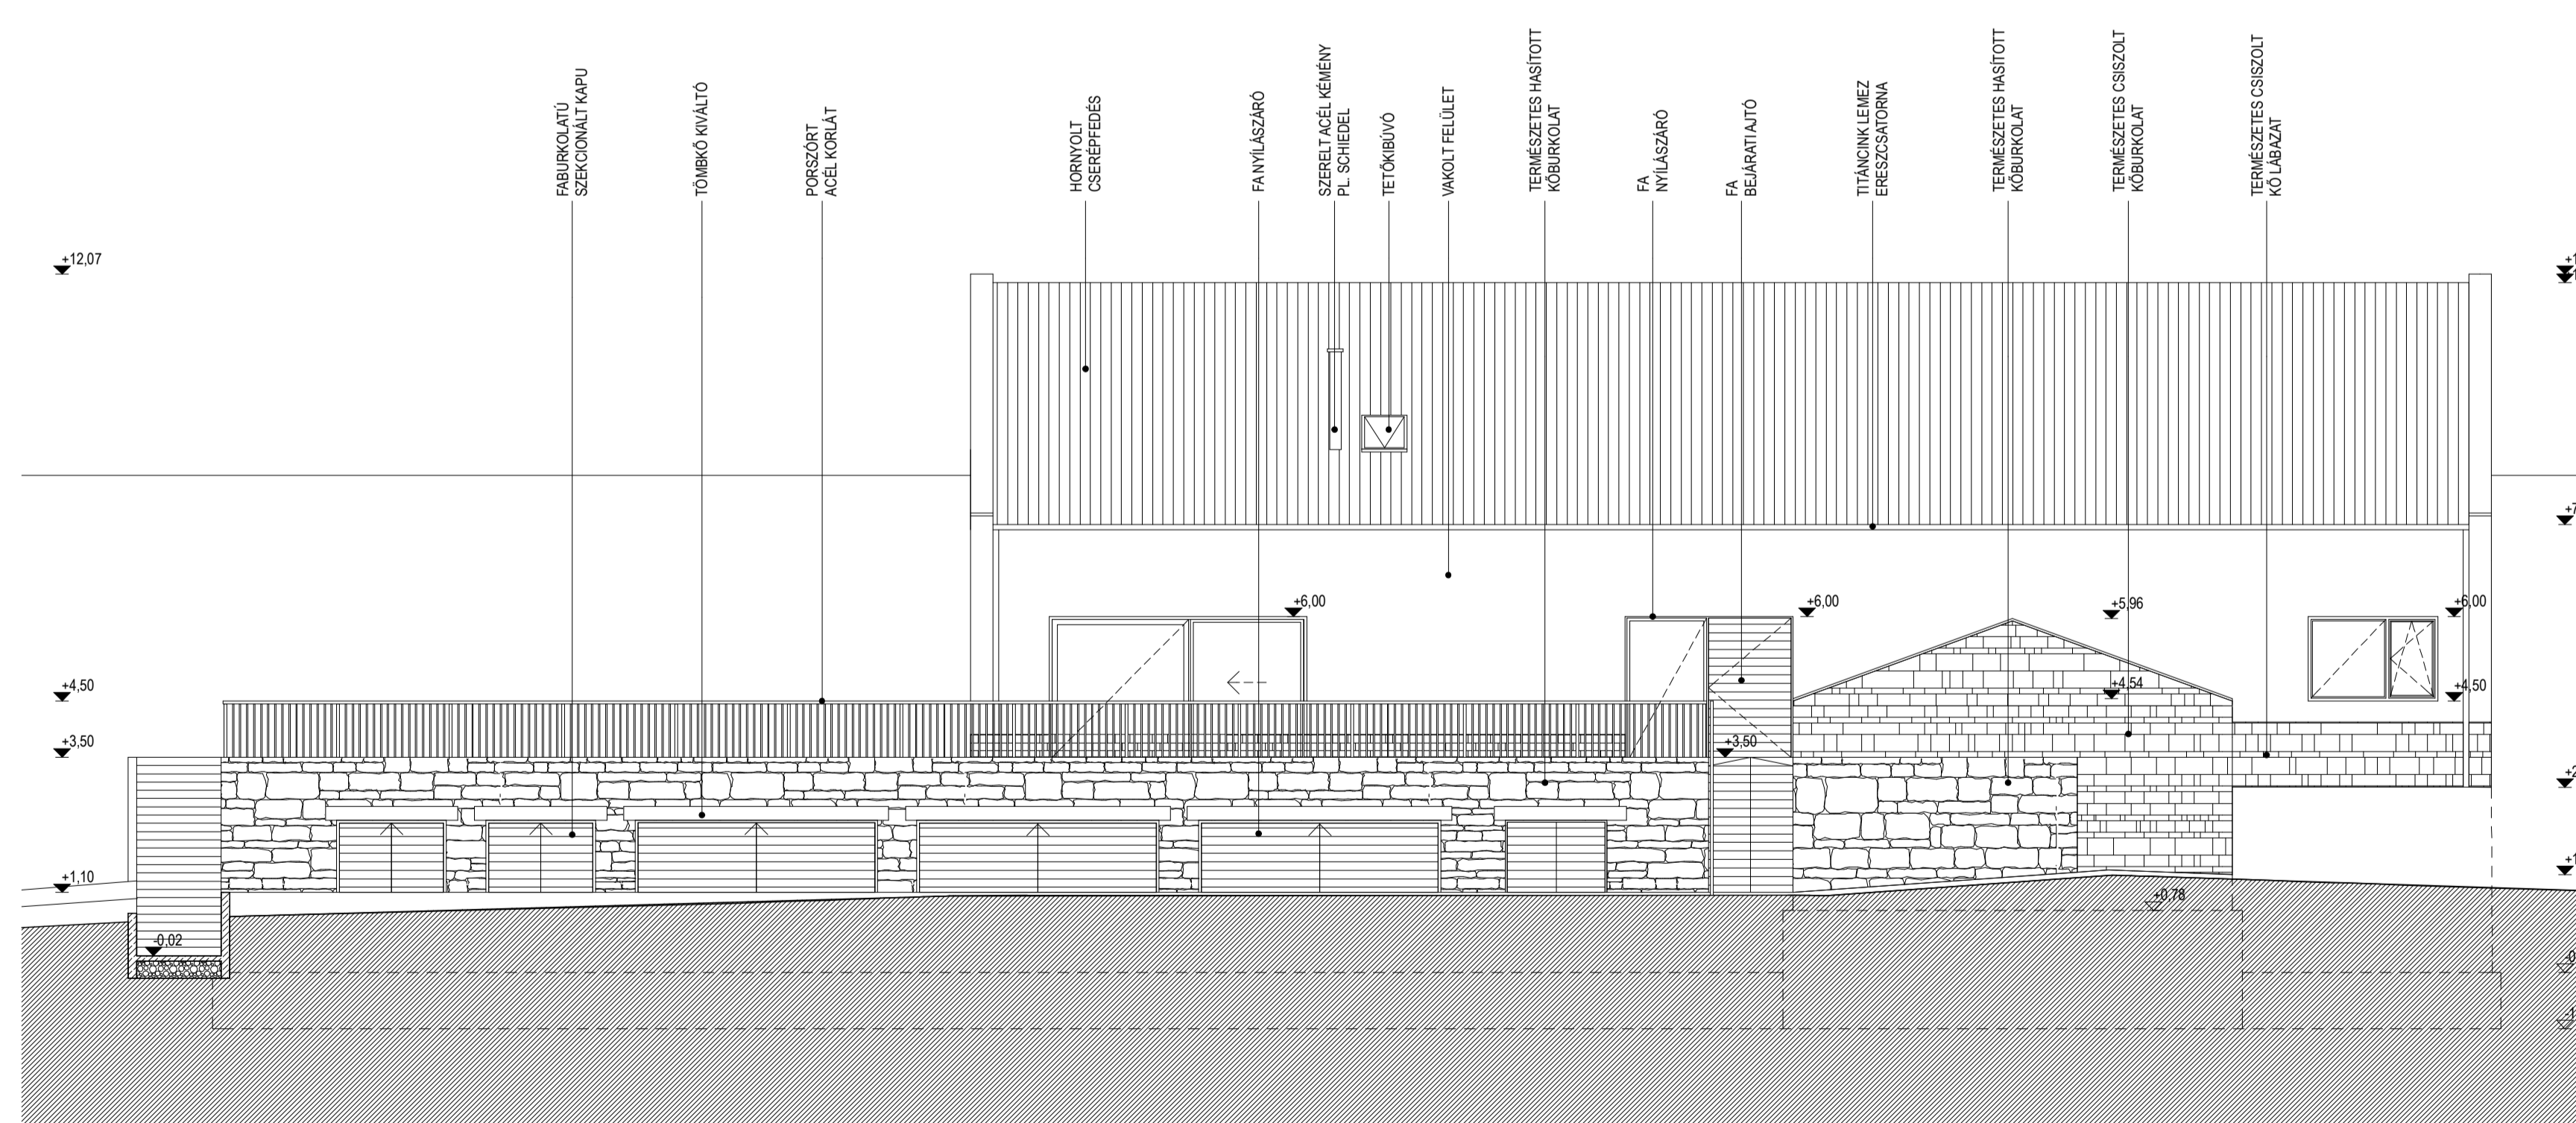 FABURKOLATÚ
SZEKCIONÁLT KAPU
TÖMBKŐ KIVÁLTÓ
PORSZÓRT
ACÉL KORLÁT
HORNYOLT
CSERÉPFEDÉS
FA NYÍLÁSZÁRÓ
SZERELT ACÉL KÉMÉNY
PL. SCHIEDEL
TETŐKIBÚVÓ
VAKOLT FELÜLET
TERMÉSZETES HASÍTOTT
KŐBURKOLAT
FA
NYÍLÁSZÁRÓ
FA
BEJÁRATI AJTÓ
TITÁNCINK LEMEZ
ERESZCSATORNA
TERMÉSZETES HASÍTOTT
KŐBURKOLAT
TERMÉSZETES CSISZOLT
KŐBURKOLAT
TERMÉSZETES CSISZOLT
KŐ LÁBAZAT
+12,07
+6,00
+6,00
+5,96
+6,00
+4,50
+4,54
+4,50
+3,50
+3,50
+1,10
+0,78
-0,02